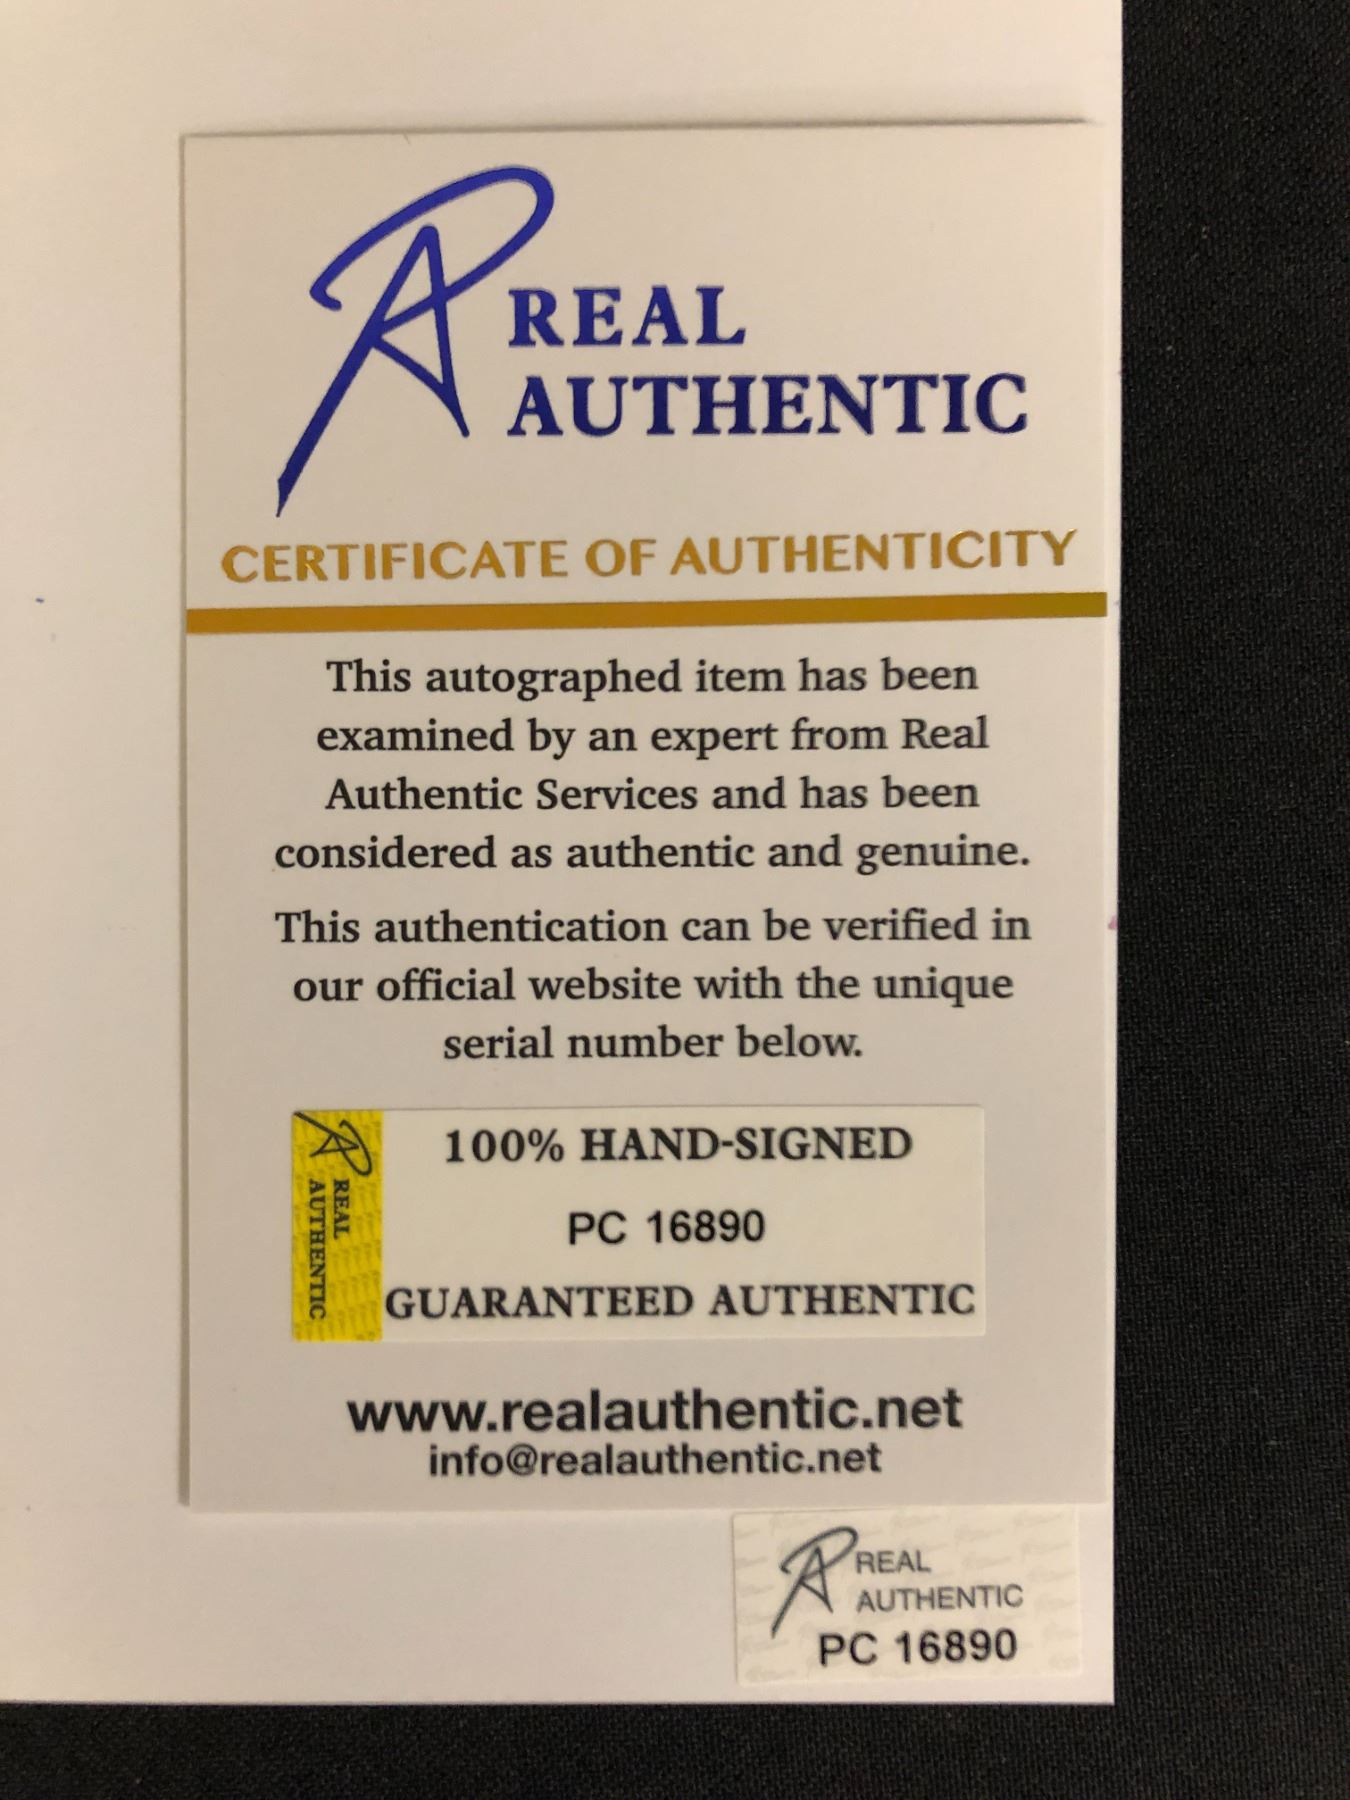 REAL
AUTHENTIC
CERTIFICATE OF AUTHENTICITY
This autographed item has been
examined by an expert from Real
Authentic Services and has been
considered as authentic and genuine.
This authentication can be verified in
our official website with the unique
serial number below.
REAL
AUTHENTIC
100% HAND-SIGNED
PC 16890
GUARANTEED AUTHENTIC
www.realauthentic.net
info@realauthentic.net
REAL
AUTHENTIC
PC 16890